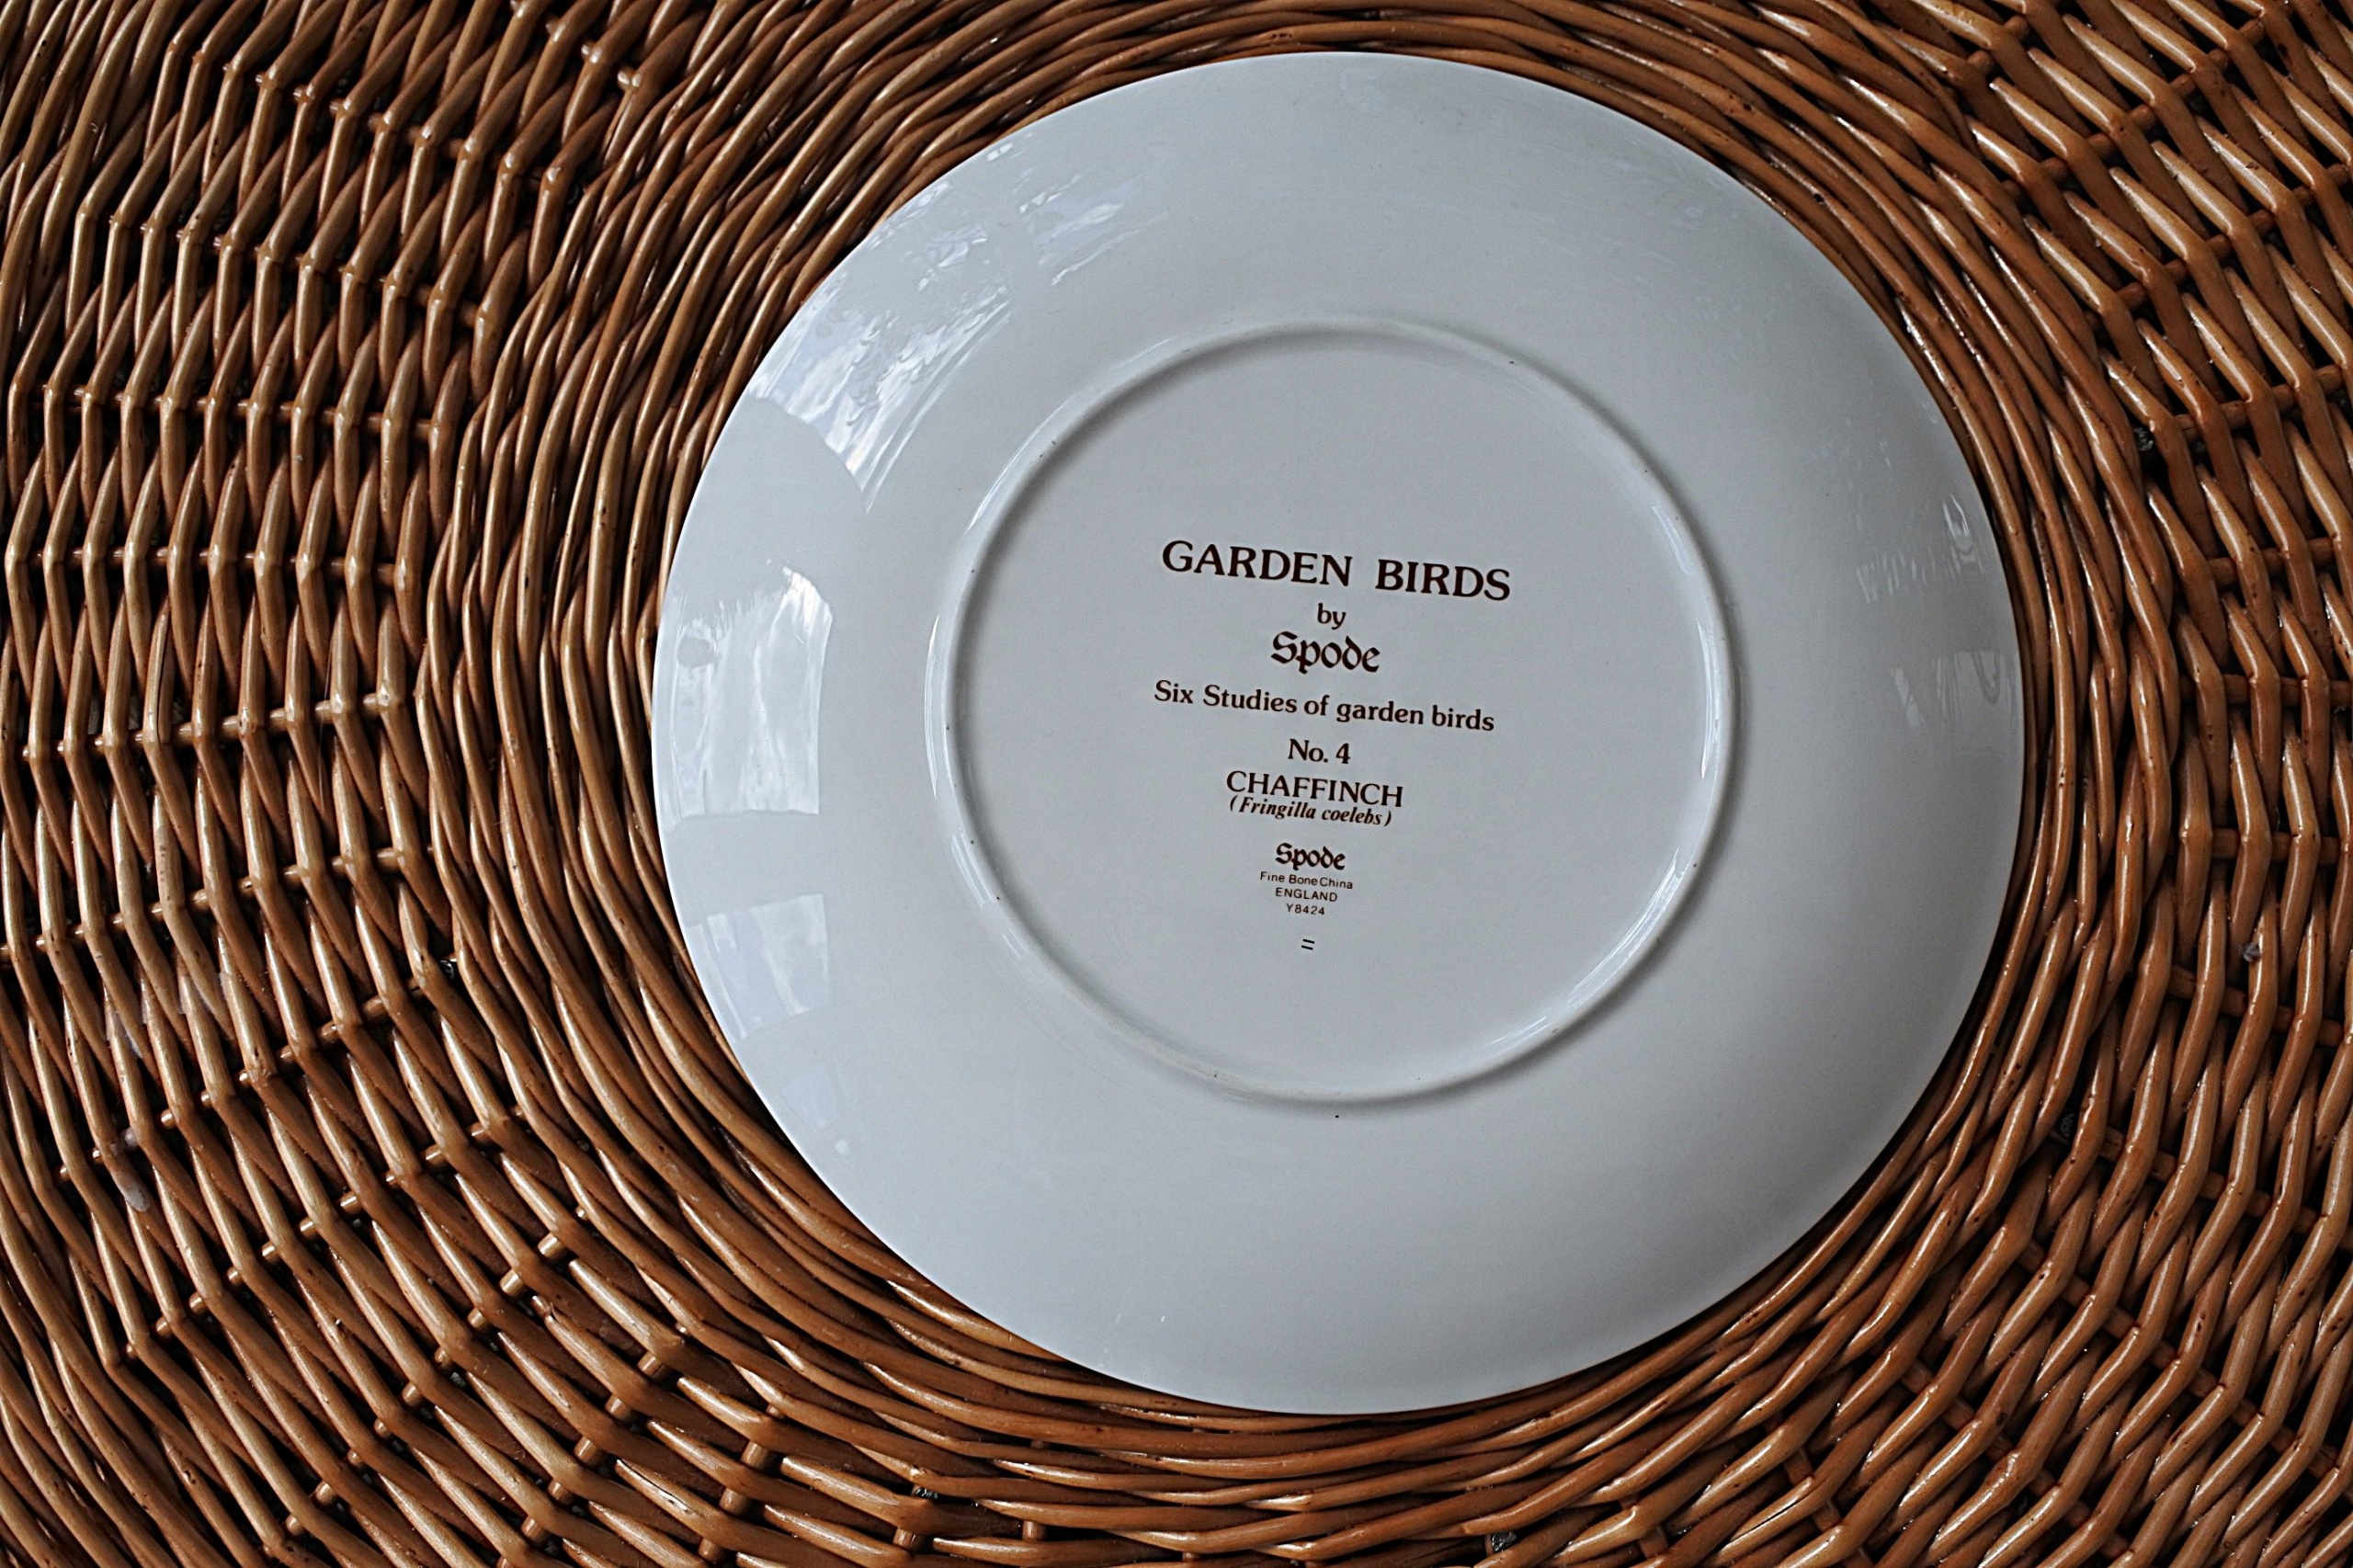 GARDEN BIRDS
by
Spode
Six Studies of garden birds
No. 4
CHAFFINCH
(Fringilla coelebs)
Spode
Fine Bone China
ENGLAND
Y8424
=